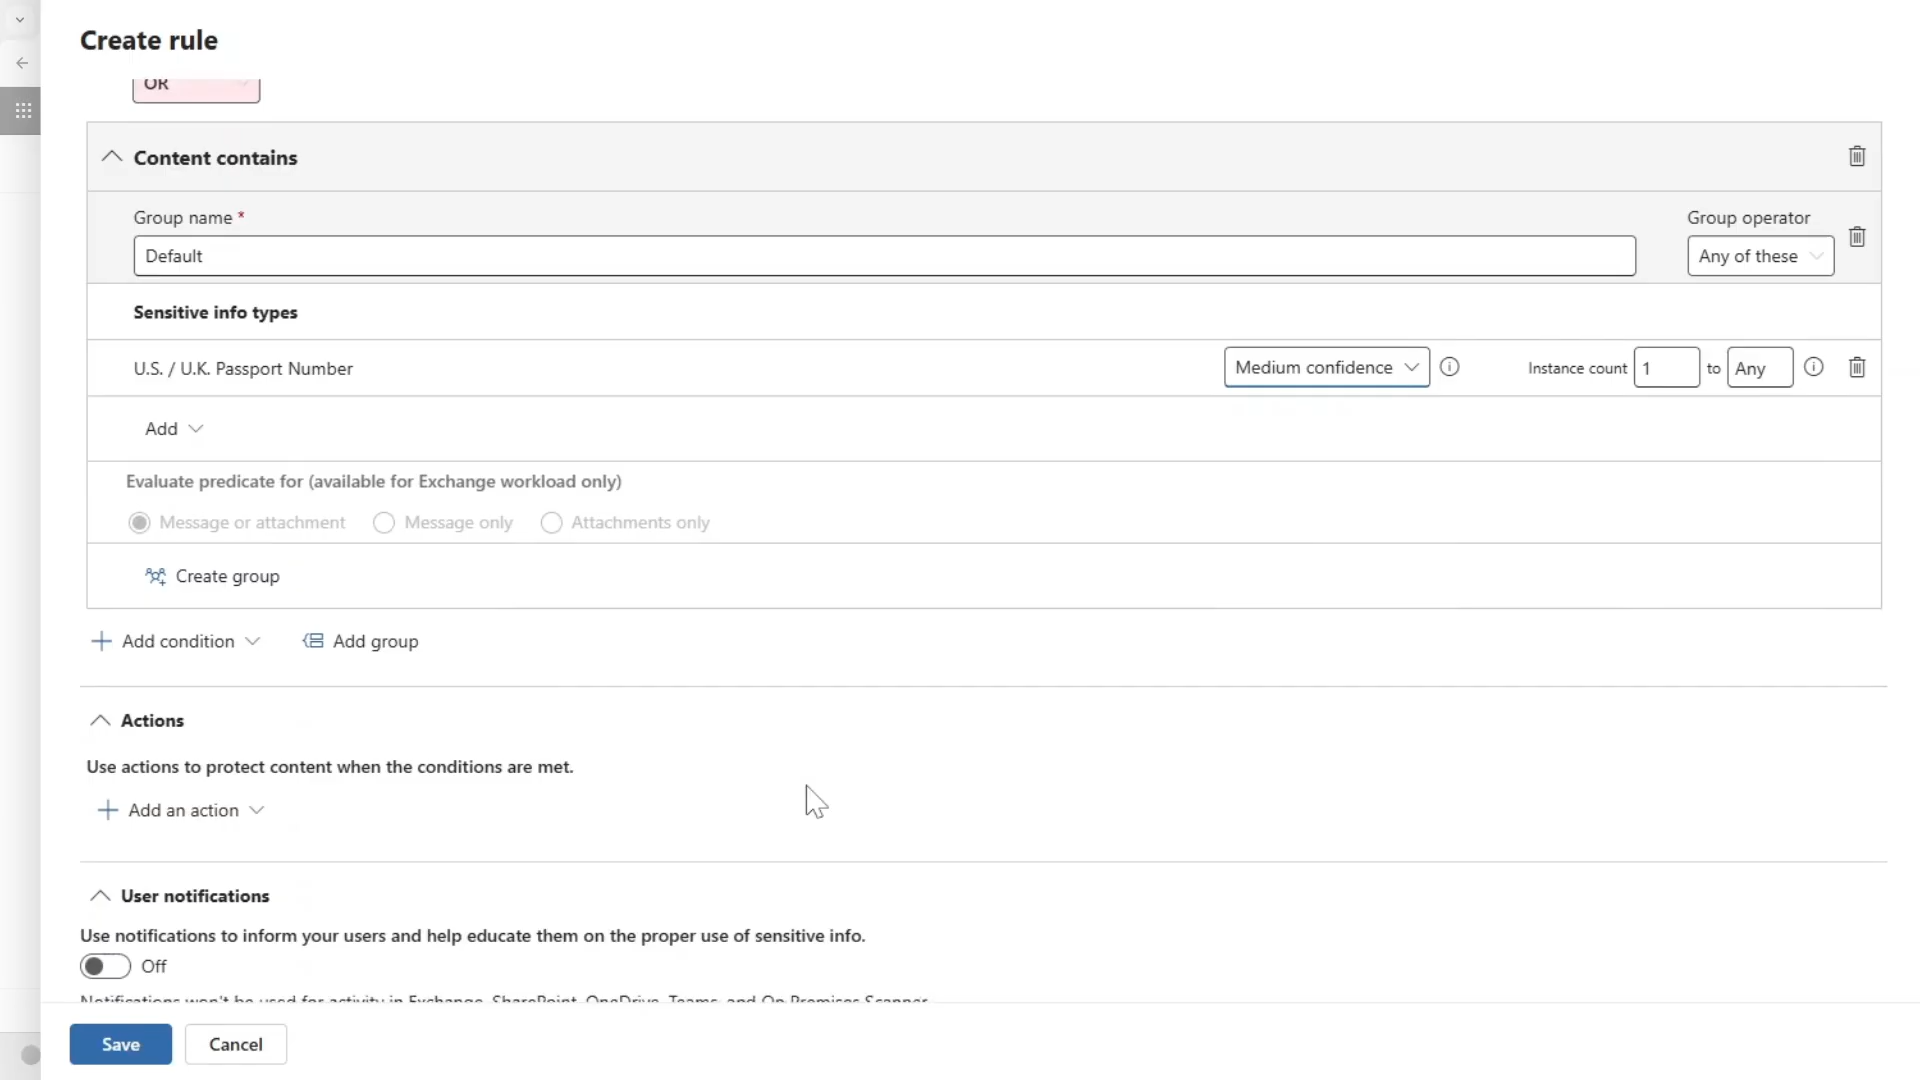 Create rule
OR
Content contains
Group name *
Group operator
Default
Any of these
Sensitive info types
U.S. / U.K. Passport Number
Medium confidence
Instance count 1 to Any
Add
Evaluate predicate for (available for Exchange workload only)
Message or attachment
Message only
Attachments only
Create group
Add condition
Add group
Actions
Use actions to protect content when the conditions are met.
Add an action
User notifications
Use notifications to inform your users and help educate them on the proper use of sensitive info.
Off
Notifications won't be used for activity in Exchange, SharePoint, OneDrive, Teams, and On Premises Scanner
Save
Cancel